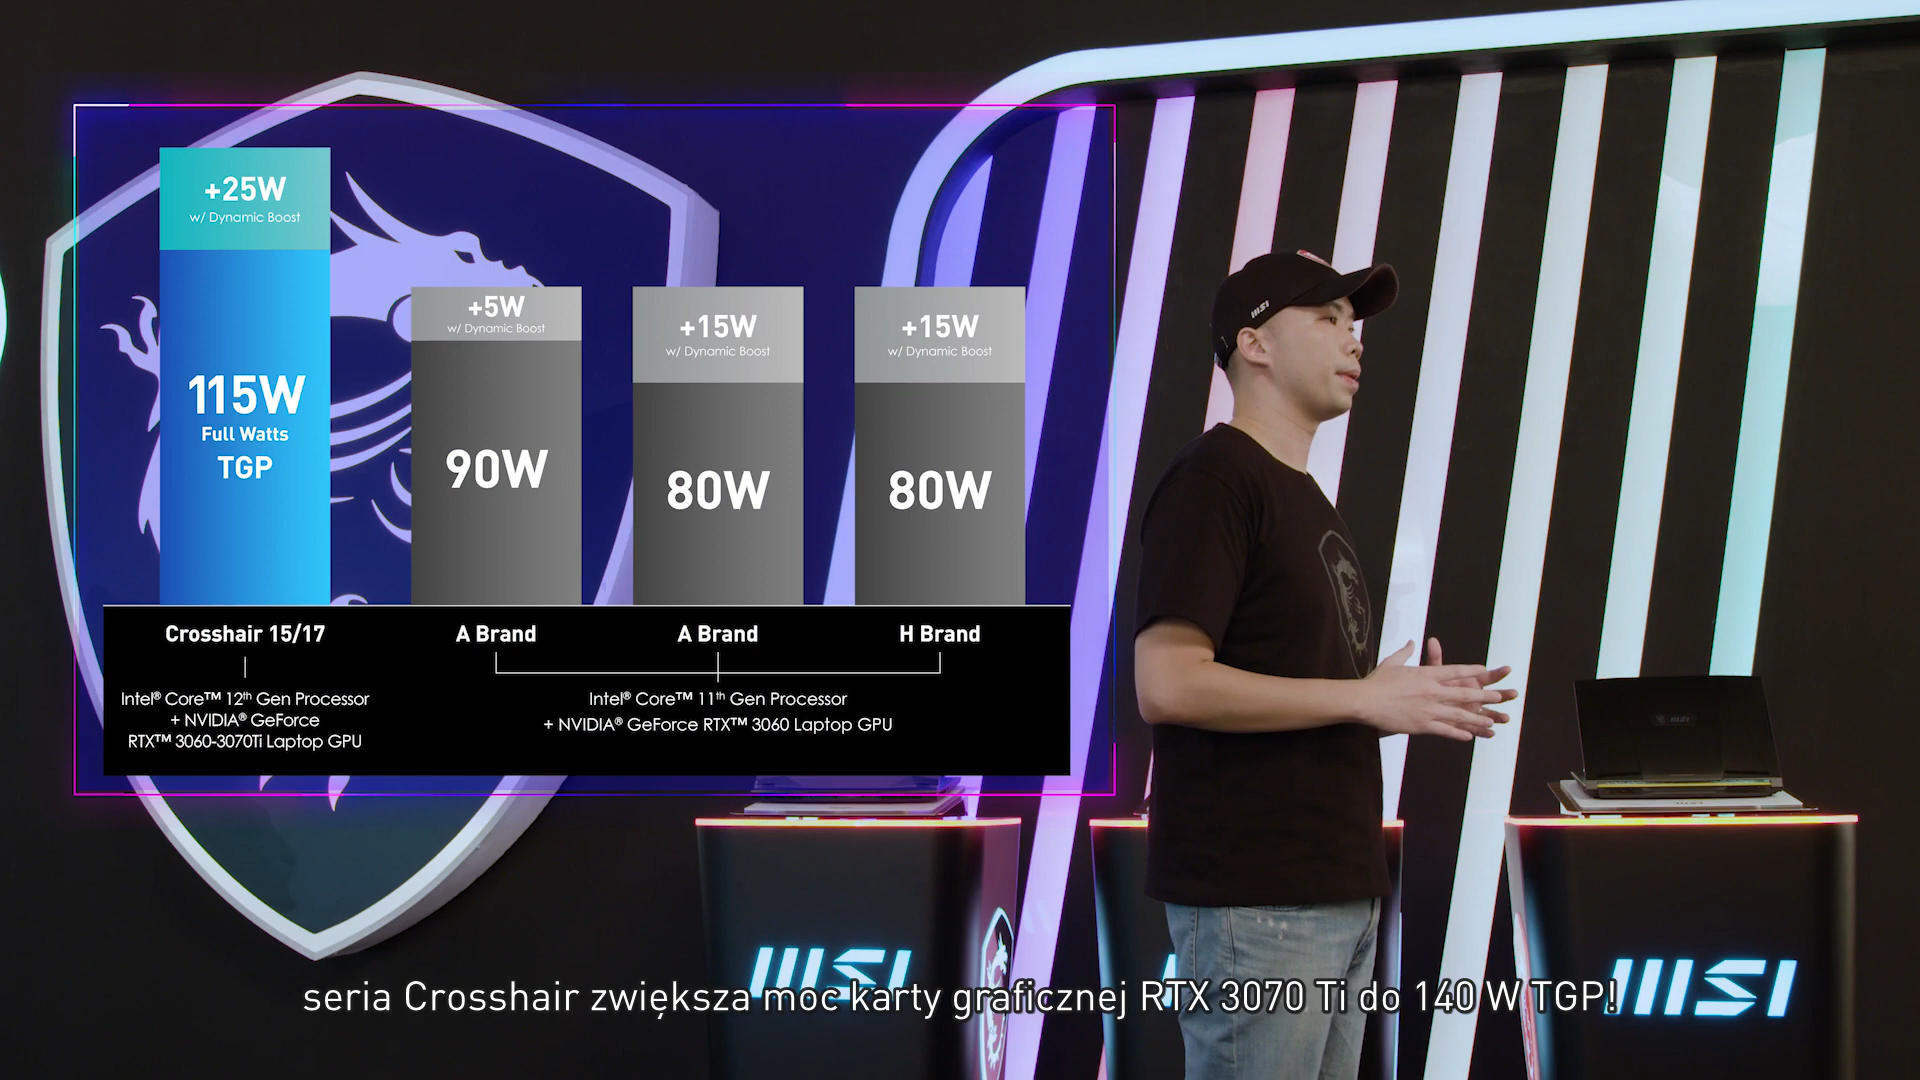 +25W
w/ Dynamic Boost
115W
Full Watts
TGP
+5W
w/ Dynamic Boost
90W
+15W
w/ Dynamic Boost
80W
+15W
w/ Dynamic Boost
80W
Crosshair 15/17
A Brand
A Brand
H Brand
Intel® Core™ 12th Gen Processor
+ NVIDIA® GeForce
RTX™ 3060-3070Ti Laptop GPU
Intel® Core™ 11th Gen Processor
+ NVIDIA® GeForce RTX™ 3060 Laptop GPU
msi
msi
msi
msi
msi
seria Crosshair zwiększa moc karty graficznej RTX 3070 Ti do 140 W TGP!